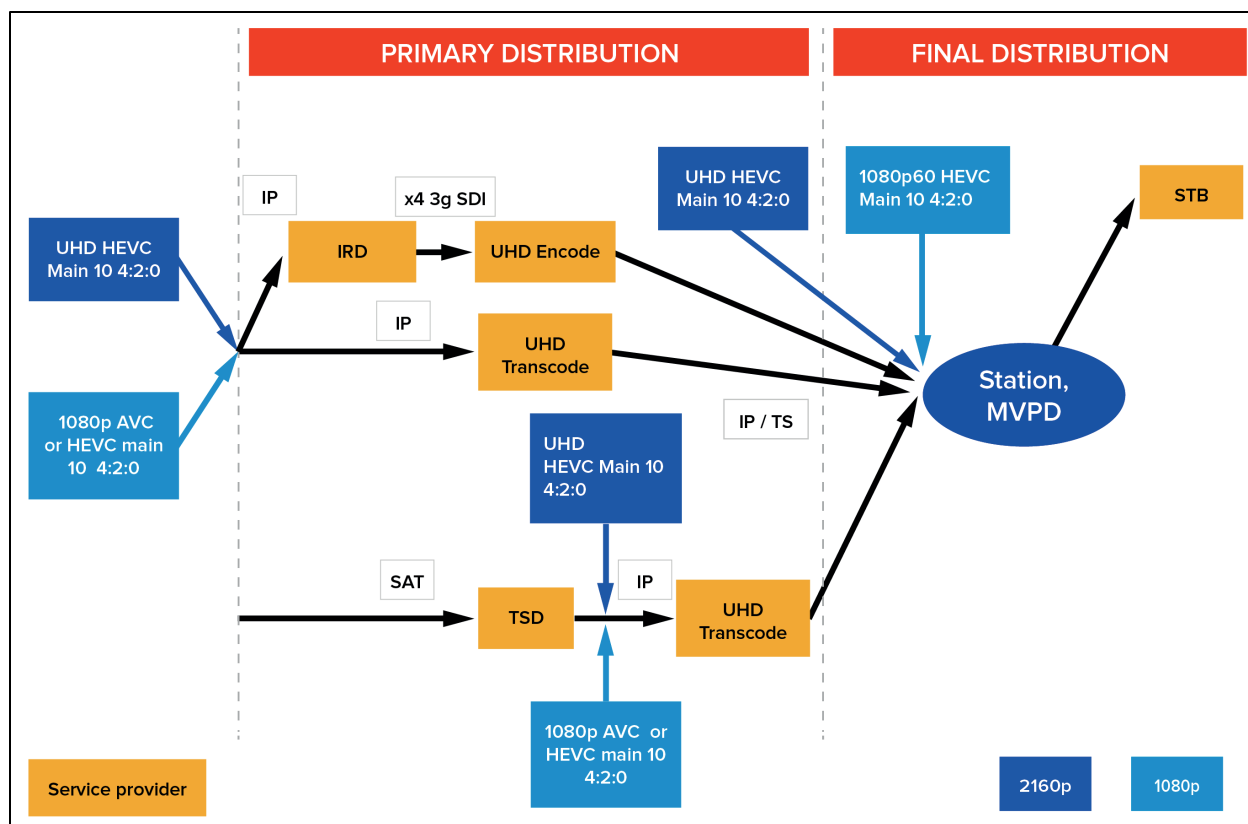 PRIMARY DISTRIBUTION
FINAL DISTRIBUTION
UHD HEVC
Main 10 4:2:0
1080p AVC
or HEVC main
10 4:2:0
IP
IRD
x4 3g SDI
UHD Encode
IP
UHD
Transcode
UHD HEVC
Main 10 4:2:0
1080p60 HEVC
Main 10 4:2:0
STB
Station,
MVPD
IP / TS
UHD
HEVC Main 10
4:2:0
SAT
TSD
IP
UHD
Transcode
1080p AVC or
HEVC main 10
4:2:0
Service provider
2160p
1080p